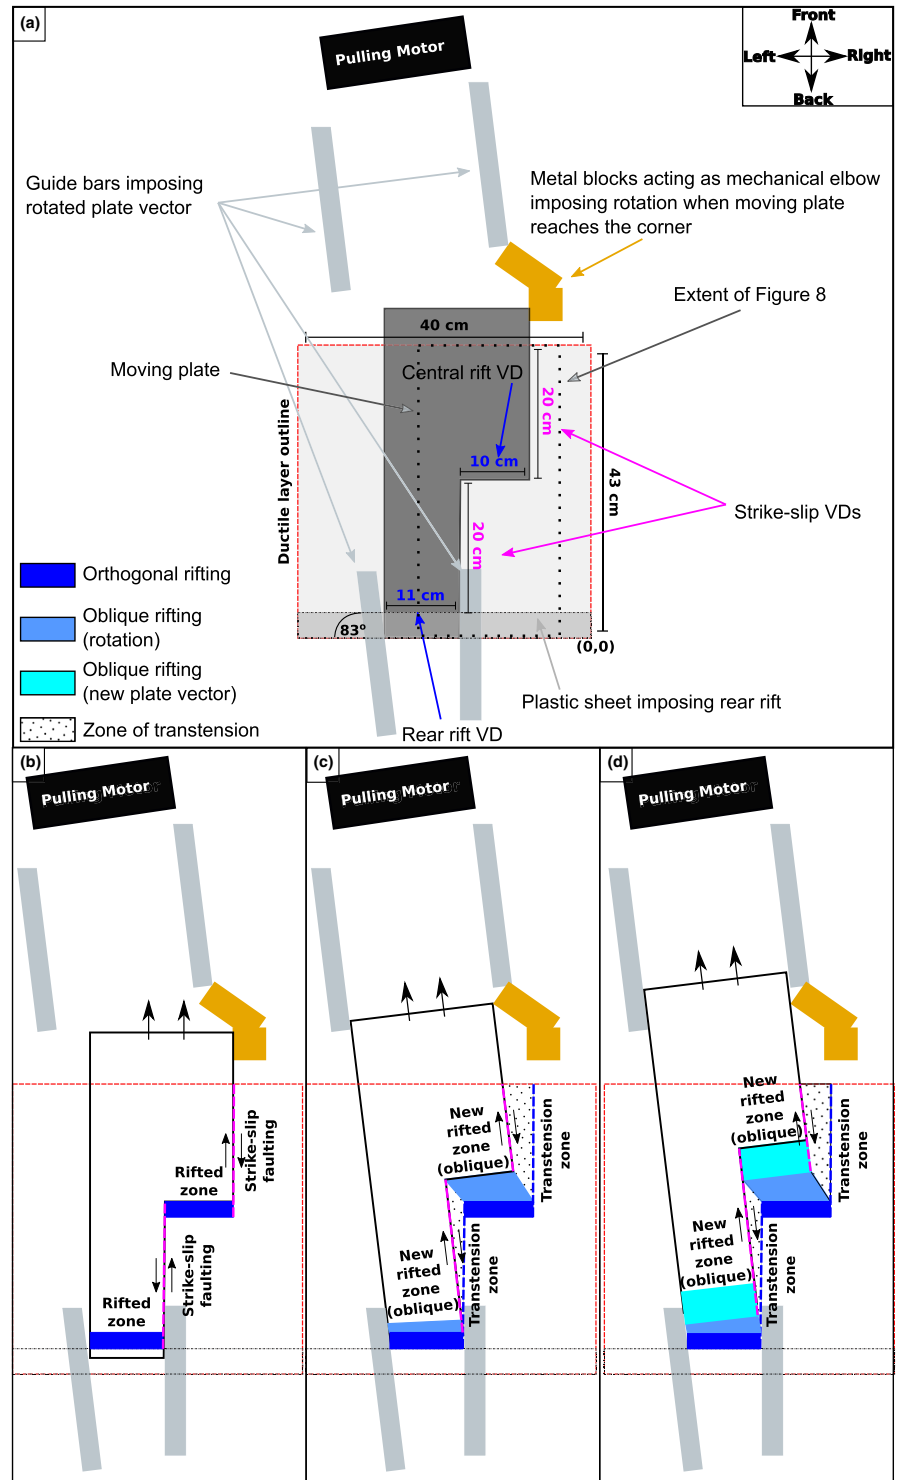 (a)
Pulling Motor
Front
Left
Right
Back
Guide bars imposing
rotated plate vector
Metal blocks acting as mechanical elbow
imposing rotation when moving plate
reaches the corner
Extent of Figure 8
40 cm
Moving plate
Central rift VD
20 cm
Ductile layer outline
10 cm
43 cm
Strike-slip VDs
20 cm
Orthogonal rifting
11 cm
Oblique rifting
(rotation)
83º
(0,0)
Oblique rifting
(new plate vector)
Plastic sheet imposing rear rift
Zone of transtension
Rear rift VD
(b)
Pulling Motor
Strike-slip
faulting
Rifted
zone
Strike-slip
faulting
Rifted
zone
(c)
Pulling Motor
New
rifted
zone
(oblique)
Transtension
zone
New
rifted
zone
(oblique)
Transtension
zone
(d)
Pulling Motor
New
rifted
zone
(oblique)
Transtension
zone
New
rifted
zone
(oblique)
Transtension
zone